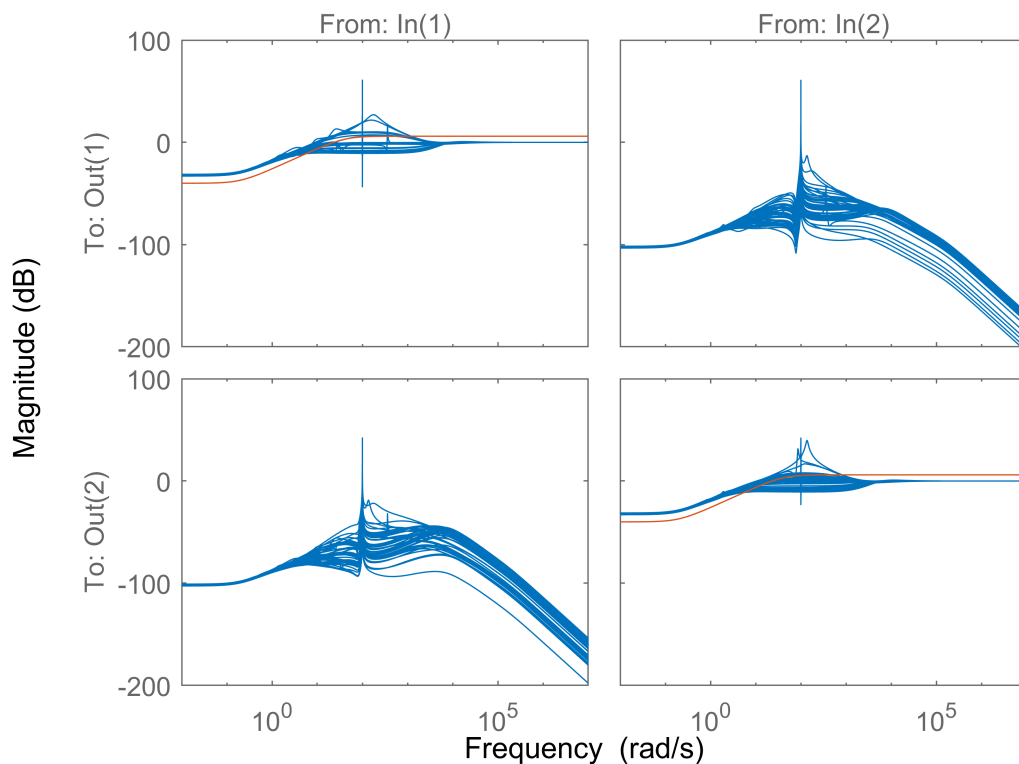 From: In(1)
From: In(2)
Magnitude (dB)
To: Out(1)
100
0
-100
-200
To: Out(2)
100
0
-100
-200
10^0
10^5
10^0
10^5
Frequency (rad/s)